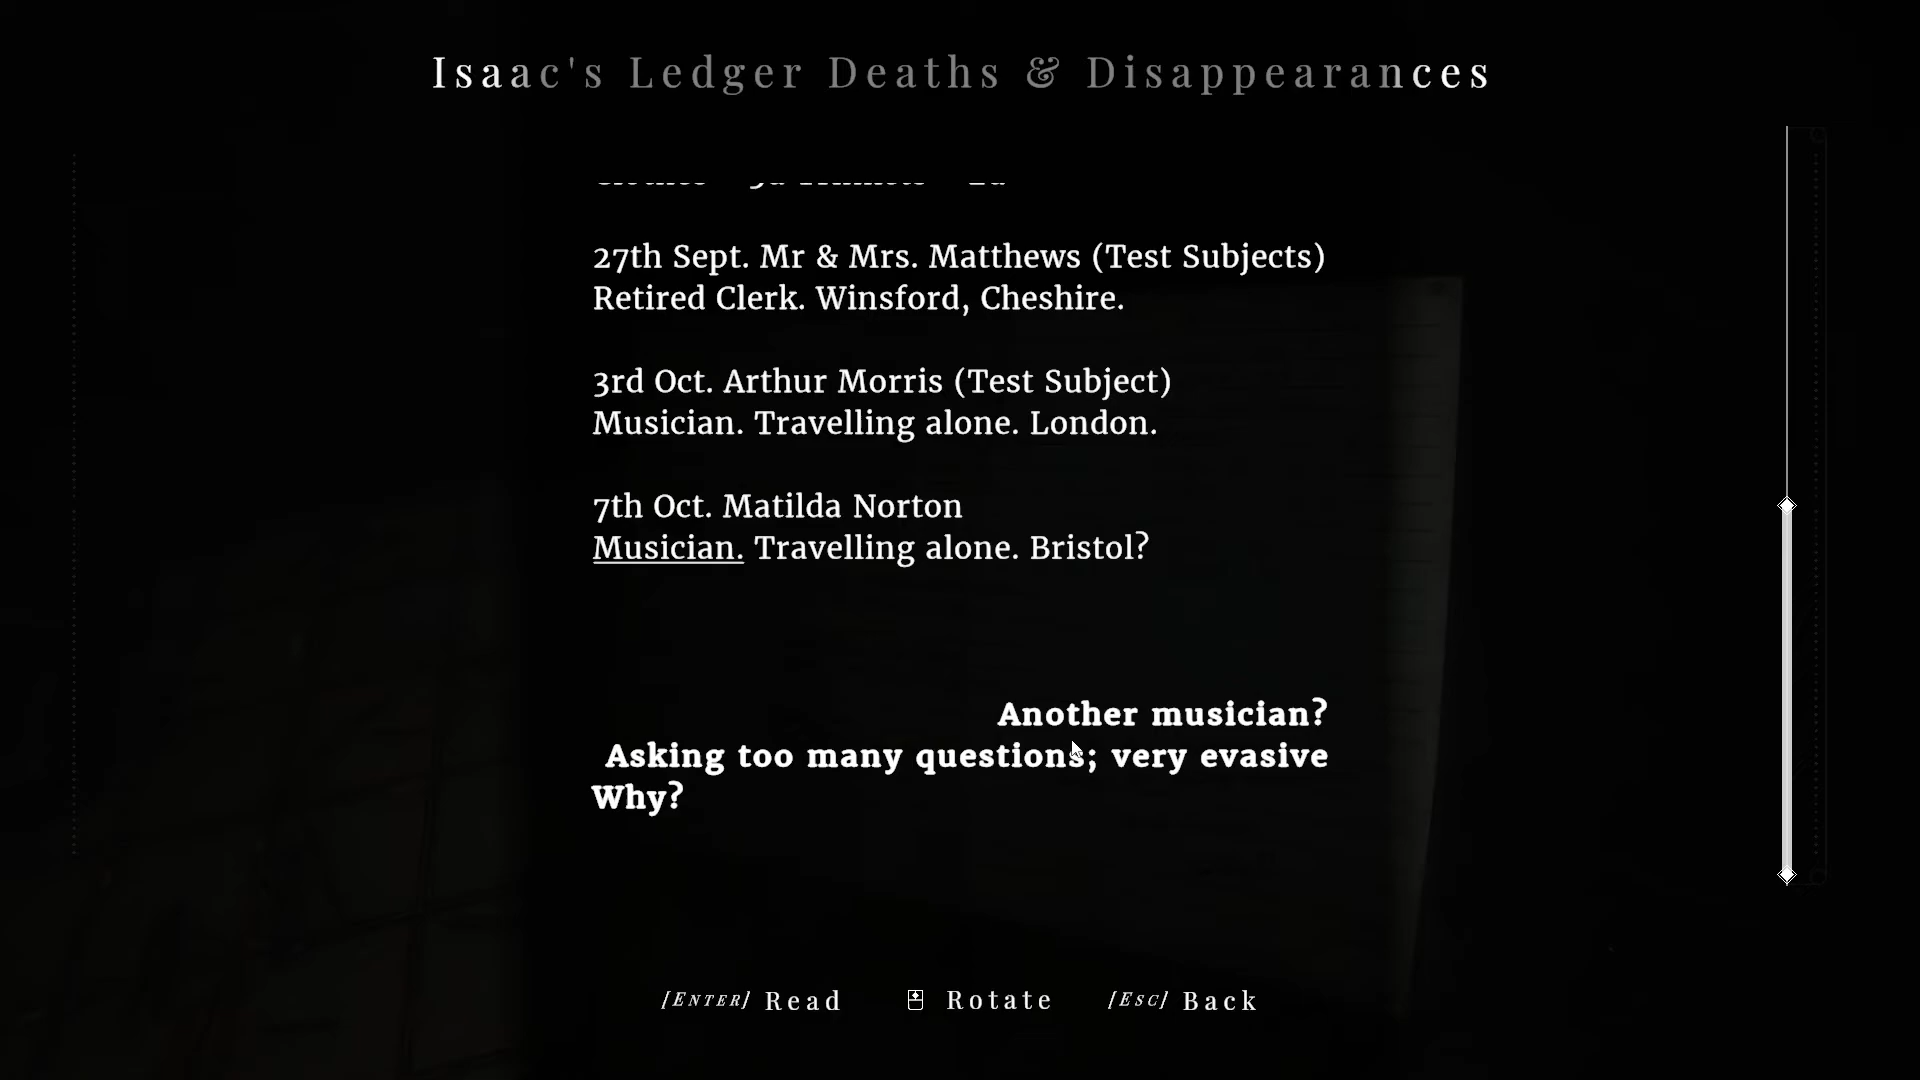 Isaac's Ledger Deaths & Disappearances
27th Sept. Mr & Mrs. Matthews (Test Subjects)
Retired Clerk. Winsford, Cheshire.
3rd Oct. Arthur Morris (Test Subject)
Musician. Travelling alone. London.
7th Oct. Matilda Norton
Musician. Travelling alone. Bristol?
Another musician?
Asking too many questions; very evasive
Why?
[Enter] Read Rotate [Esc] Back